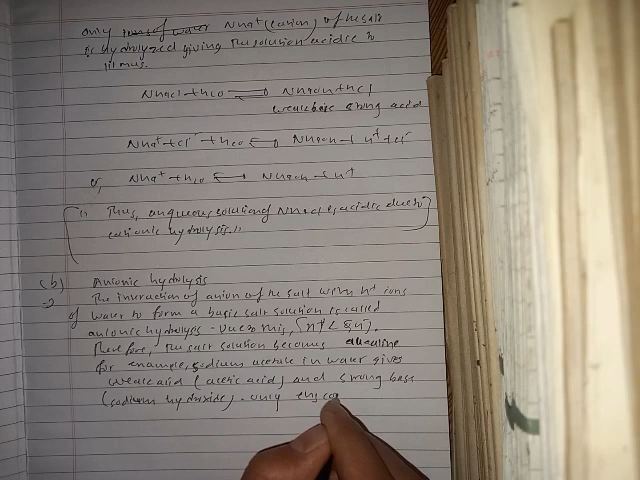 only ions of water NH4+ (cation) of the salt
is hydrolyzed giving the solution acidic to
litmus.
NH4Cl + H2O ⇌ NH4OH + HCl
weak base strong acid
NH4+ + Cl- + H2O ⇌ NH4OH + H+ + Cl-
or, NH4+ + H2O ⇌ NH4OH + H+
Thus, an aqueous solution of NH4Cl is acidic due to
cationic hydrolysis.
(b) Anionic hydrolysis
⇒ The interaction of anion of the salt with H+ ions
of water to form a basic salt solution is called
anionic hydrolysis. Due to this, [H+] <
Therefore, the salt solution becomes alkaline
for example, sodium acetate in water gives
weak acid (acetic acid) and strong base
(sodium hydroxide). only